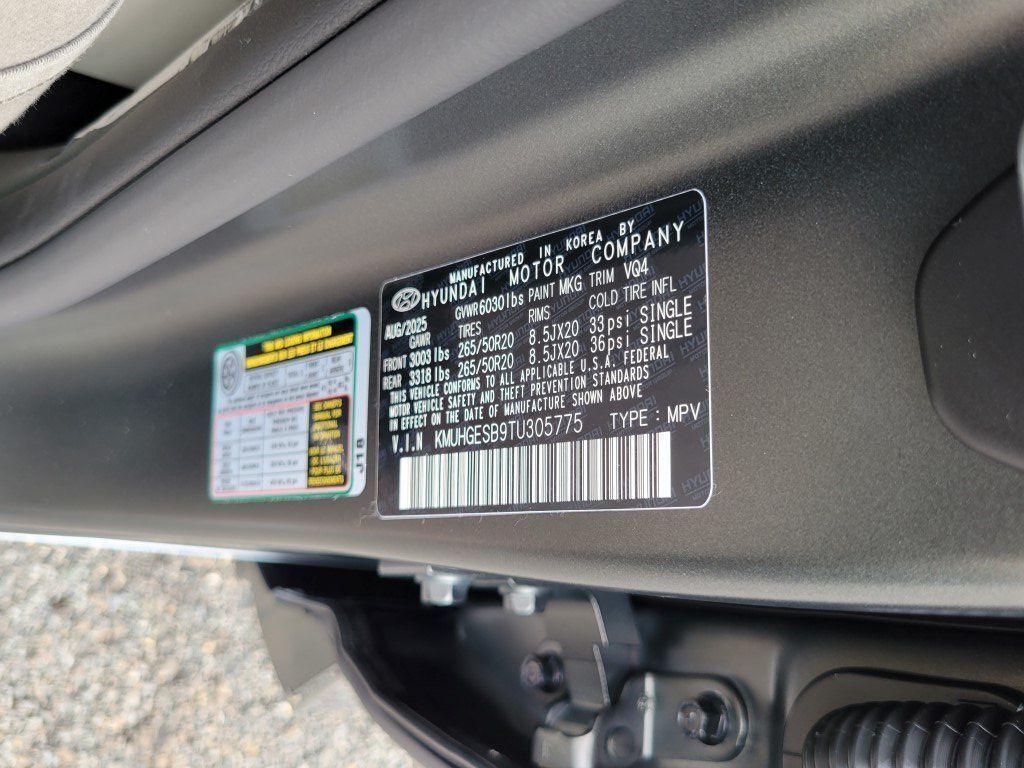 MANUFACTURED IN KOREA BY
HYUNDAI MOTOR COMPANY
AUG/2025 GVWR 6030 lbs PAINT MKG TRIM VQ4
GAWR TIRES RIMS COLD TIRE INFL
FRONT 3003 lbs 265/50R20 8.5JX20 33psi SINGLE
REAR 3318 lbs 265/50R20 8.5JX20 36psi SINGLE
THIS VEHICLE CONFORMS TO ALL APPLICABLE U.S.A. FEDERAL
MOTOR VEHICLE SAFETY AND THEFT PREVENTION STANDARDS
IN EFFECT ON THE DATE OF MANUFACTURE SHOWN ABOVE
V.I.N KMUHGESB9TU305775 TYPE : MPV
J18